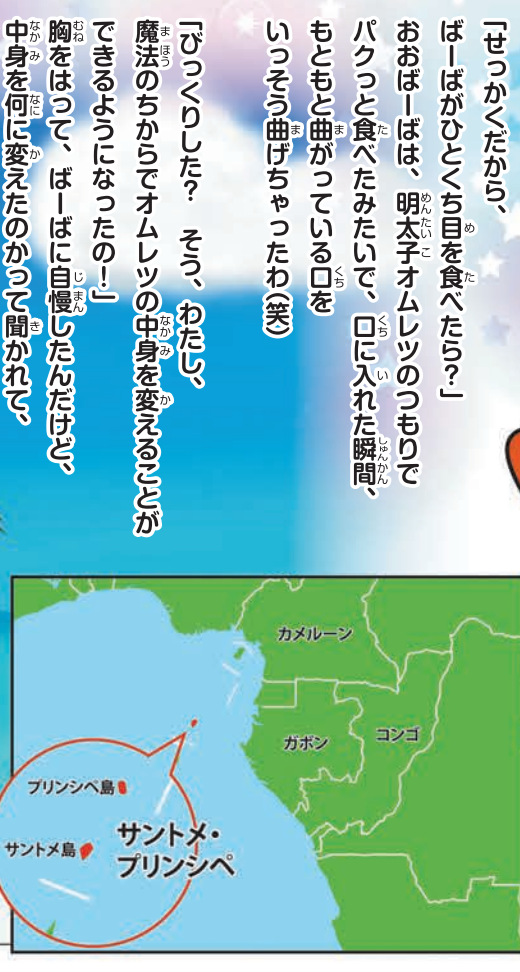 「せっかくだから、
ばーばがひとくち目を食べたら?」
おおばーばは、明太子オムレツのつもりで
パクっと食べたみたいで、口に入れた瞬間、
もともと曲がっている口を
いっそう曲げちゃったわ(笑)
「びっくりした? そう、わたし、
魔法のちからでオムレツの中身を変えることが
できるようになったの!」
胸をはって、ばーばに自慢したんだけど、
中身を何に変えたのかって聞かれて、
カメルーン
ガボン
コンゴ
プリンシペ島
サントメ島
サントメ・
プリンシペ